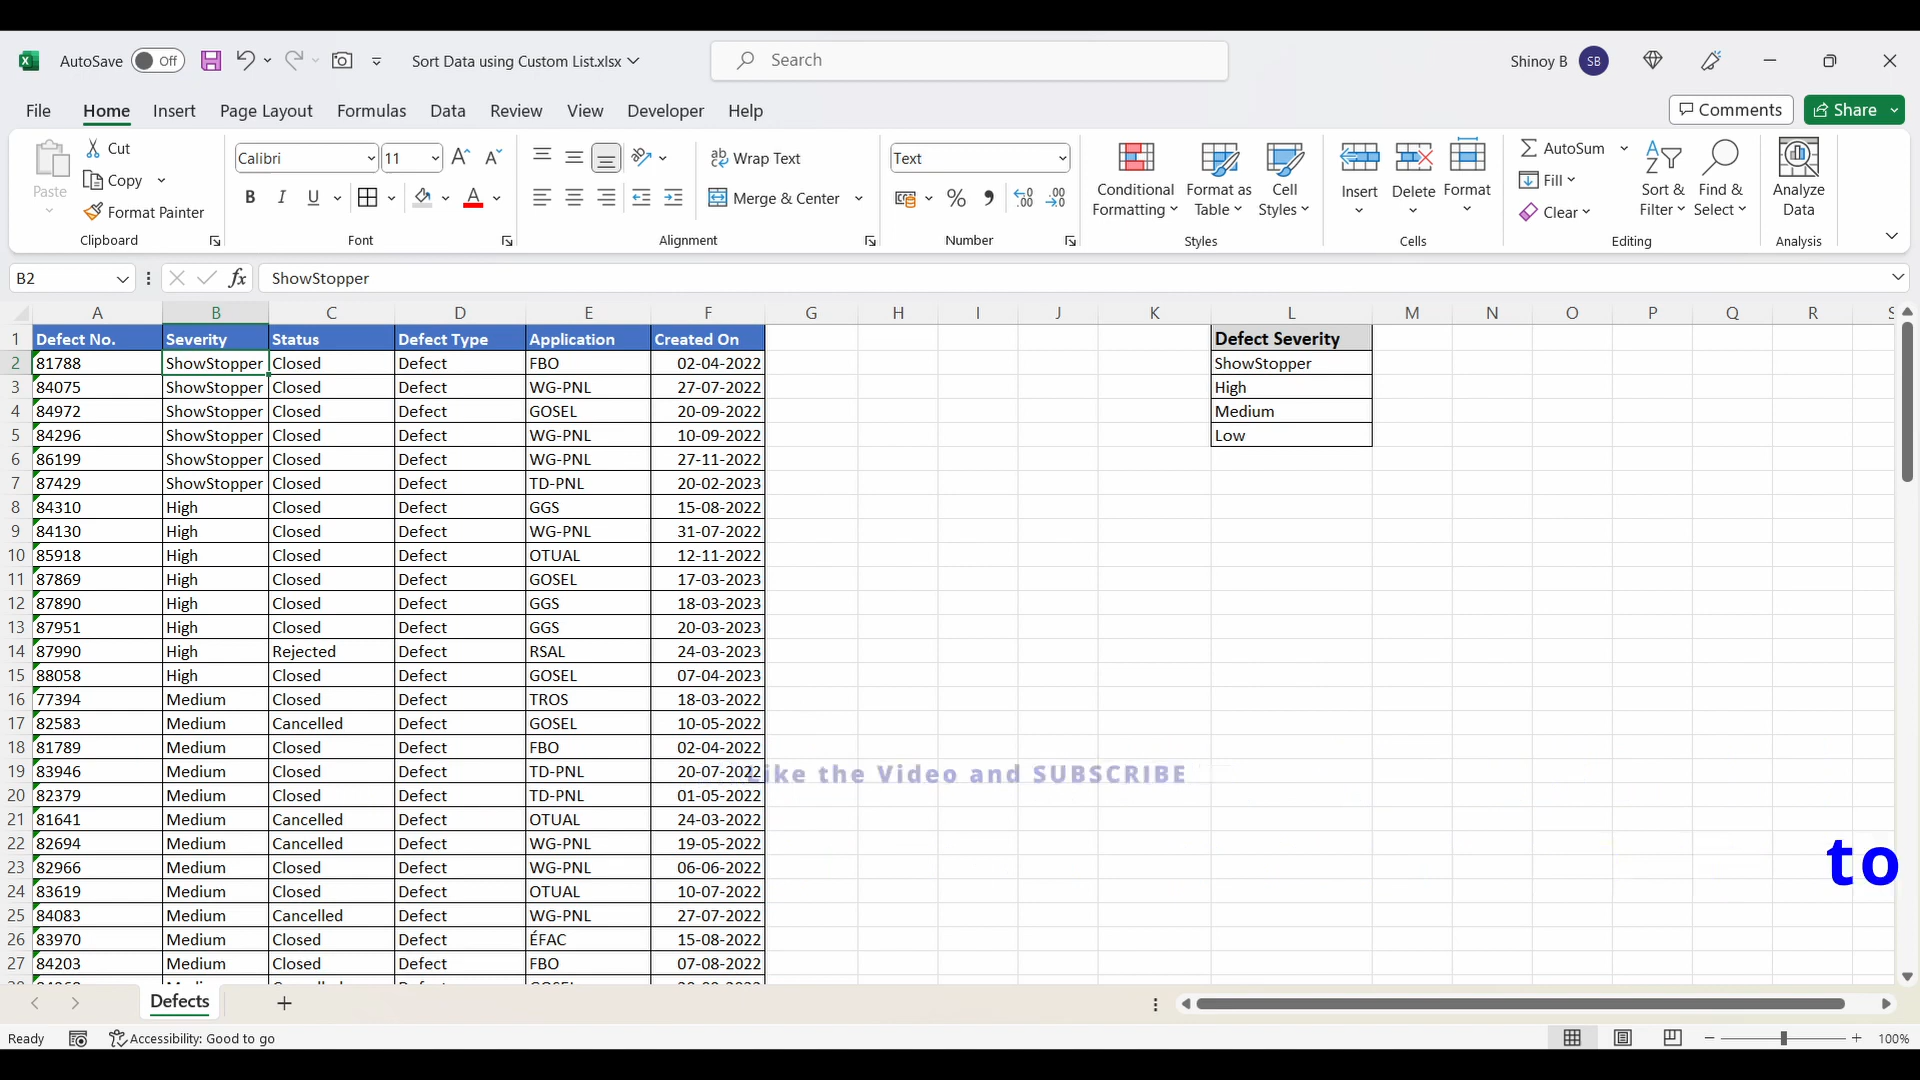 AutoSave Off Sort Data using Custom List.xlsx Search Shinoy B SB
File Home Insert Page Layout Formulas Data Review View Developer Help Comments Share
Paste Cut Copy Format Painter Clipboard
Calibri 11 B I U A Font
Wrap Text Merge & Center Alignment
Text % Number
Conditional Formatting Format as Table Cell Styles Styles
Insert Delete Format Cells
AutoSum Fill Clear Sort & Filter Find & Select Editing
Analyze Data Analysis
B2 fx ShowStopper
A B C D E F G H I J K L M N O P Q R S
1 Defect No. Severity Status Defect Type Application Created On Defect Severity
2 81788 ShowStopper Closed Defect FBO 02-04-2022 ShowStopper
3 84075 ShowStopper Closed Defect WG-PNL 27-07-2022 High
4 84972 ShowStopper Closed Defect GOSEL 20-09-2022 Medium
5 84296 ShowStopper Closed Defect WG-PNL 10-09-2022 Low
6 86199 ShowStopper Closed Defect WG-PNL 27-11-2022
7 87429 ShowStopper Closed Defect TD-PNL 20-02-2023
8 84310 High Closed Defect GGS 15-08-2022
9 84130 High Closed Defect WG-PNL 31-07-2022
10 85918 High Closed Defect OTUAL 12-11-2022
11 87869 High Closed Defect GOSEL 17-03-2023
12 87890 High Closed Defect GGS 18-03-2023
13 87951 High Closed Defect GGS 20-03-2023
14 87990 High Rejected Defect RSAL 24-03-2023
15 88058 High Closed Defect GOSEL 07-04-2023
16 77394 Medium Closed Defect TROS 18-03-2022
17 82583 Medium Cancelled Defect GOSEL 10-05-2022
18 81789 Medium Closed Defect FBO 02-04-2022
19 83946 Medium Closed Defect TD-PNL 20-07-2022 Like the Video and SUBSCRIBE
20 82379 Medium Closed Defect TD-PNL 01-05-2022
21 81641 Medium Cancelled Defect OTUAL 24-03-2022
22 82694 Medium Cancelled Defect WG-PNL 19-05-2022
23 82966 Medium Closed Defect WG-PNL 06-06-2022 to
24 83619 Medium Closed Defect OTUAL 10-07-2022
25 84083 Medium Cancelled Defect WG-PNL 27-07-2022
26 83970 Medium Closed Defect ÉFAC 15-08-2022
27 84203 Medium Closed Defect FBO 07-08-2022
Defects
Ready Accessibility: Good to go 100%